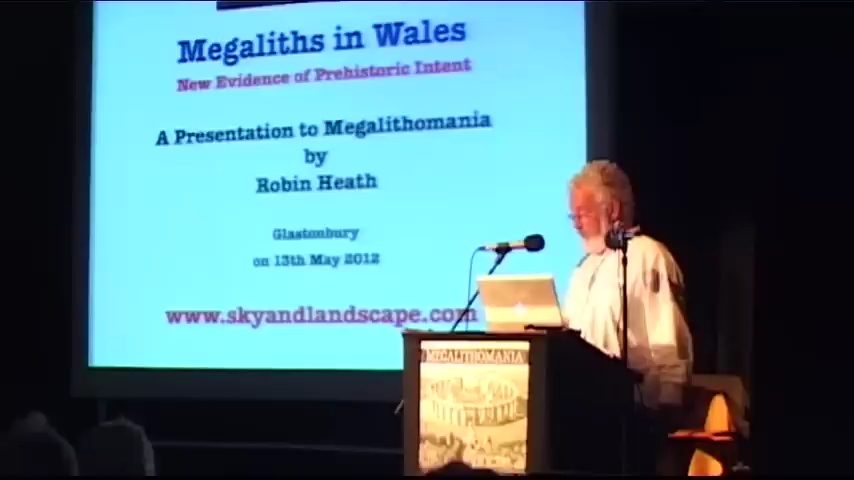 Megaliths in Wales
New Evidence of Prehistoric Intent
A Presentation to Megalithomania
by
Robin Heath
Glastonbury
on 13th May 2012
www.skyandlandscape.com
MEGALITHOMANIA